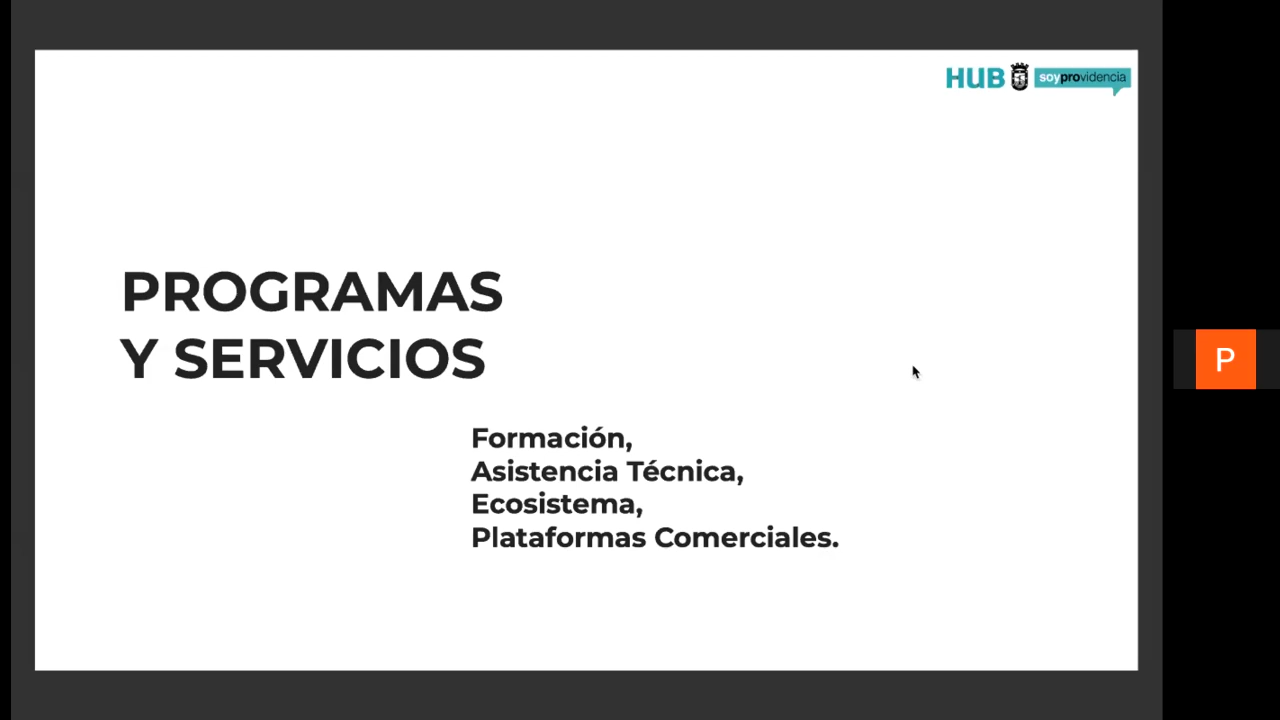 HUB soyprovidencia
PROGRAMAS
Y SERVICIOS
Formación,
Asistencia Técnica,
Ecosistema,
Plataformas Comerciales.
P